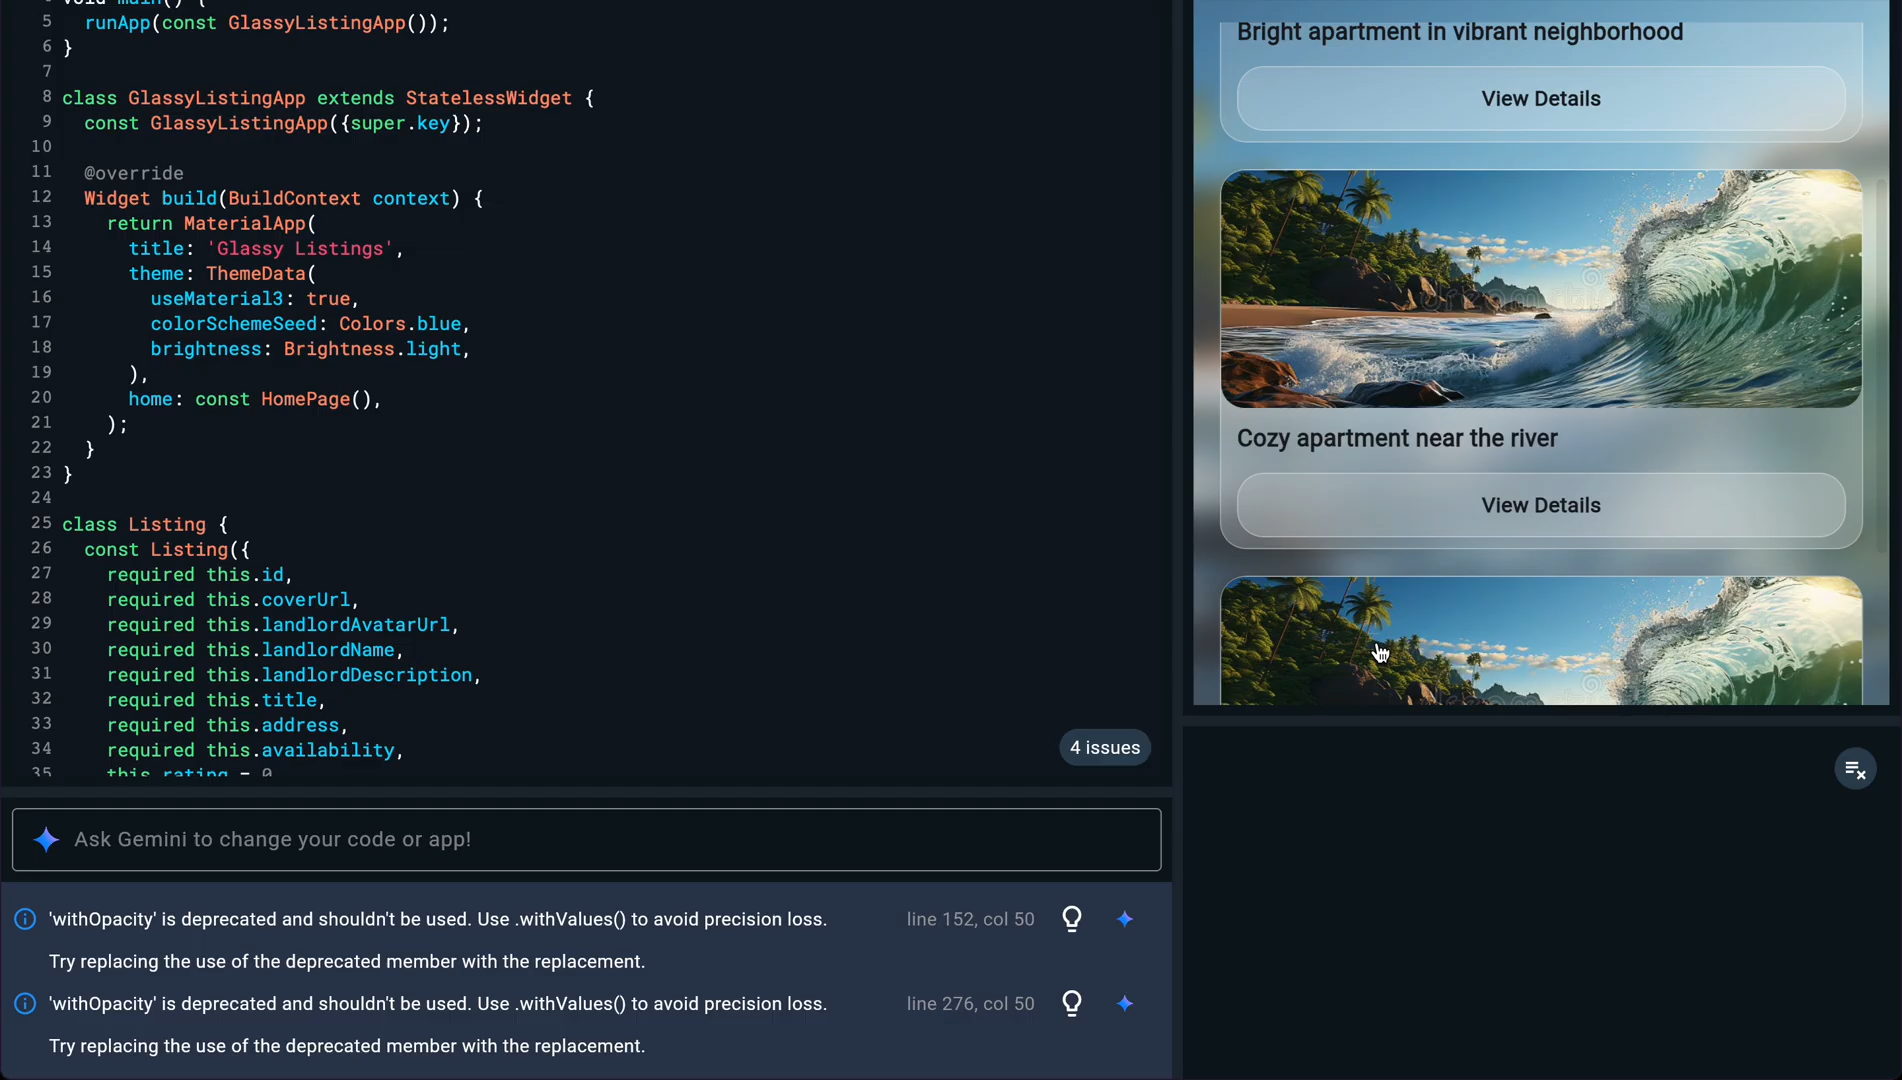 void main() {
5 runApp(const GlassyListingApp());
6 }
7
8 class GlassyListingApp extends StatelessWidget {
9 const GlassyListingApp({super.key});
10
11 @override
12 Widget build(BuildContext context) {
13 return MaterialApp(
14 title: 'Glassy Listings',
15 theme: ThemeData(
16 useMaterial3: true,
17 colorSchemeSeed: Colors.blue,
18 brightness: Brightness.light,
19 ),
20 home: const HomePage(),
21 );
22 }
23 }
24
25 class Listing {
26 const Listing({
27 required this.id,
28 required this.coverUrl,
29 required this.landlordAvatarUrl,
30 required this.landlordName,
31 required this.landlordDescription,
32 required this.title,
33 required this.address,
34 required this.availability,
35 this.rating = 0
4 issues
Ask Gemini to change your code or app!
'withOpacity' is deprecated and shouldn't be used. Use .withValues() to avoid precision loss. line 152, col 50
Try replacing the use of the deprecated member with the replacement.
'withOpacity' is deprecated and shouldn't be used. Use .withValues() to avoid precision loss. line 276, col 50
Try replacing the use of the deprecated member with the replacement.
Bright apartment in vibrant neighborhood
View Details
Cozy apartment near the river
View Details